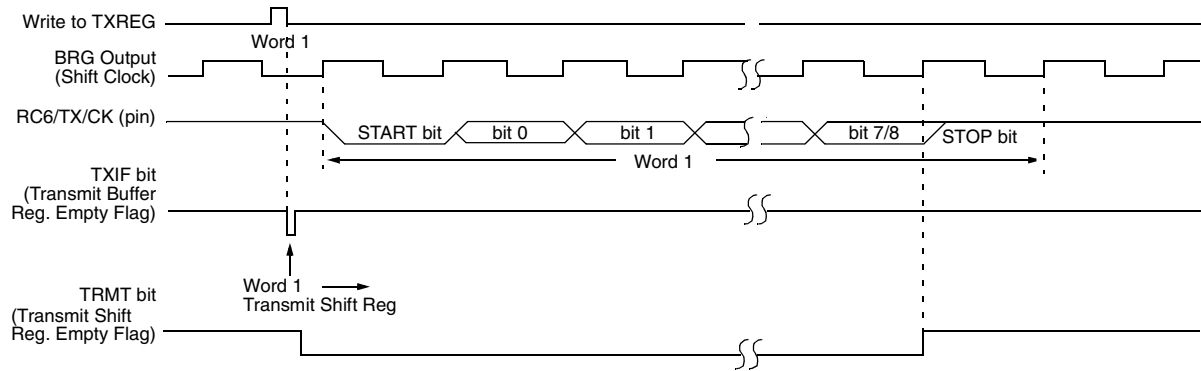 Write to TXREG
Word 1
BRG Output
(Shift Clock)
RC6/TX/CK (pin)
START bit
bit 0
bit 1
bit 7/8
STOP bit
Word 1
TXIF bit
(Transmit Buffer
Reg. Empty Flag)
Word 1
Transmit Shift Reg
TRMT bit
(Transmit Shift
Reg. Empty Flag)